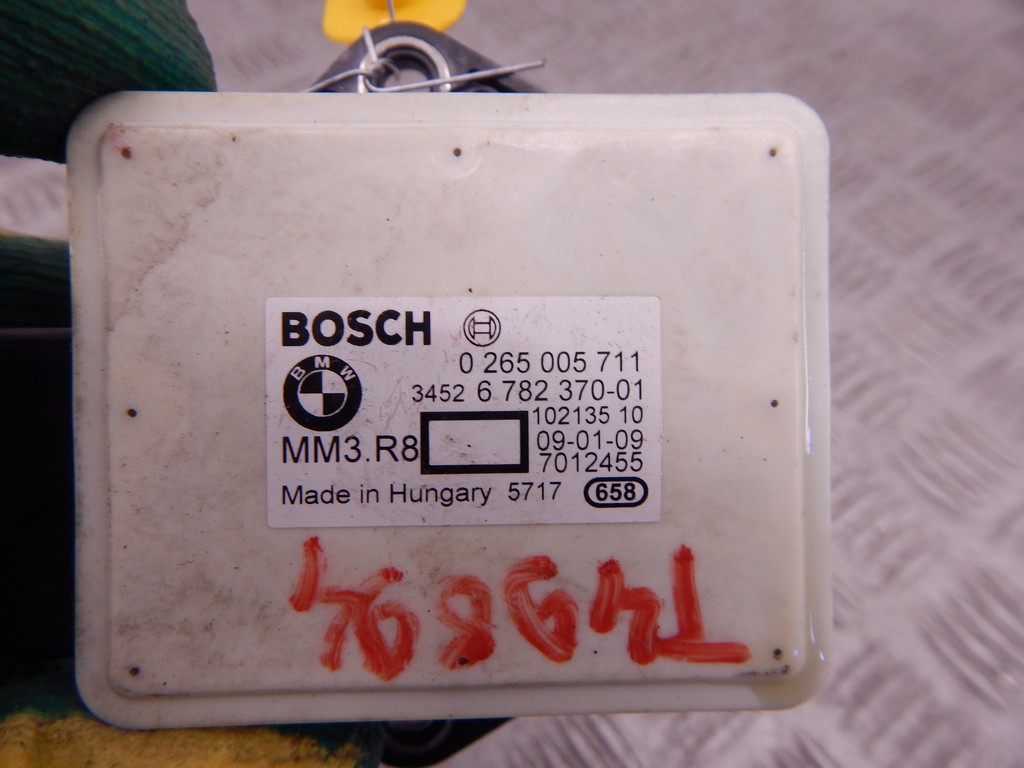 BOSCH
BMW
0 265 005 711
3452 6 782 370-01
102135 10
MM3.R8
09-01-09
7012455
Made in Hungary 5717 658